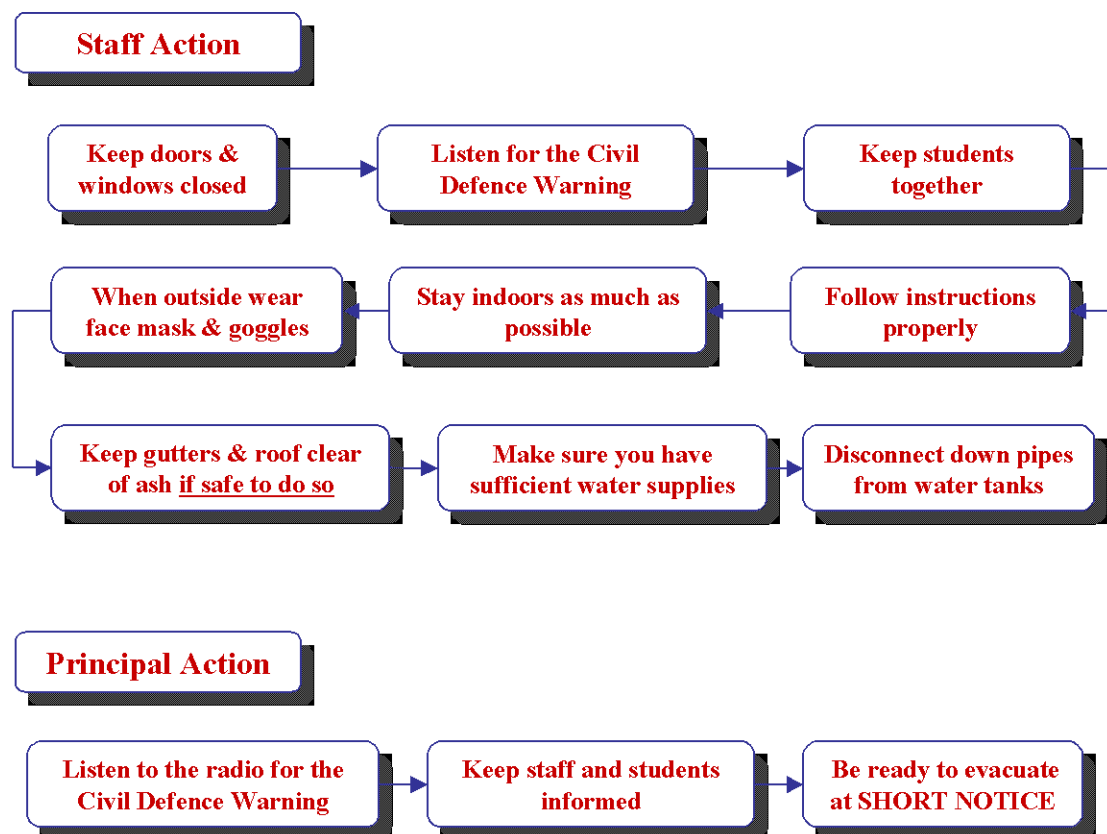 Staff Action
Keep doors &
windows closed
Listen for the Civil
Defence Warning
Keep students
together
Follow instructions
properly
Stay indoors as much as
possible
When outside wear
face mask & goggles
Keep gutters & roof clear
of ash if safe to do so
Make sure you have
sufficient water supplies
Disconnect down pipes
from water tanks
Principal Action
Listen to the radio for the
Civil Defence Warning
Keep staff and students
informed
Be ready to evacuate
at SHORT NOTICE